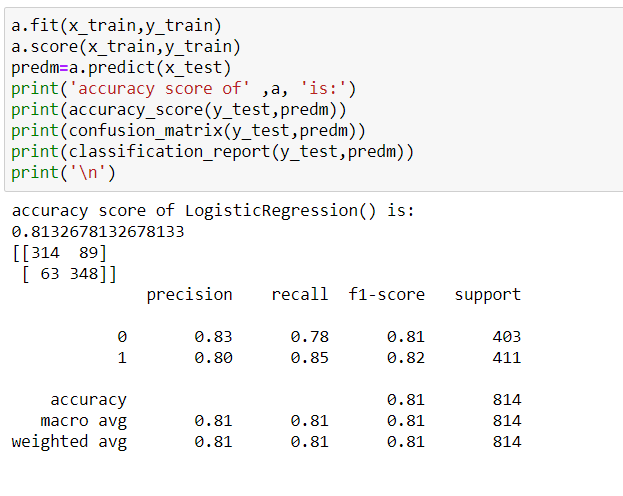 a.fit(x_train,y_train)
a.score(x_train,y_train)
predm=a.predict(x_test)
print('accuracy score of' ,a, 'is:')
print(accuracy_score(y_test,predm))
print(confusion_matrix(y_test,predm))
print(classification_report(y_test,predm))
print('\n')
accuracy score of LogisticRegression() is:
0.8132678132678133
[[314  89]
 [ 63 348]]
              precision    recall  f1-score   support

           0       0.83      0.78      0.81       403
           1       0.80      0.85      0.82       411

    accuracy                           0.81       814
   macro avg       0.81      0.81      0.81       814
weighted avg       0.81      0.81      0.81       814